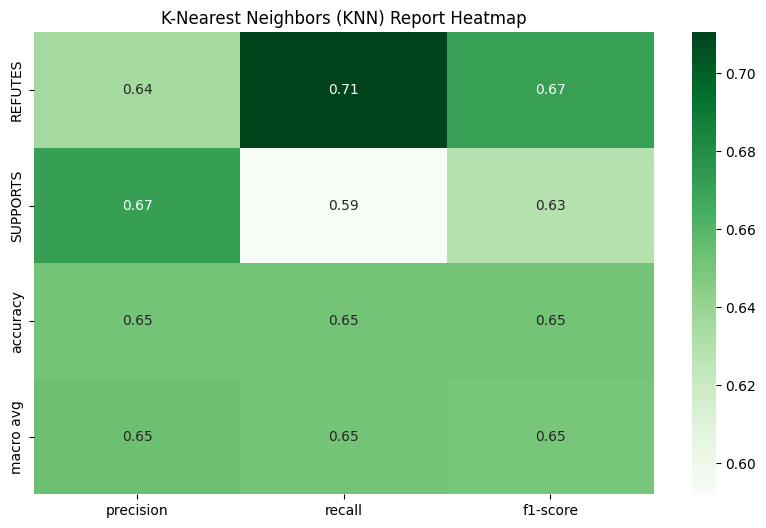 K-Nearest Neighbors (KNN) Report Heatmap
REFUTES 0.64 0.71 0.67
SUPPORTS 0.67 0.59 0.63
accuracy 0.65 0.65 0.65
macro avg 0.65 0.65 0.65
precision recall f1-score
0.70
0.68
0.66
0.64
0.62
0.60